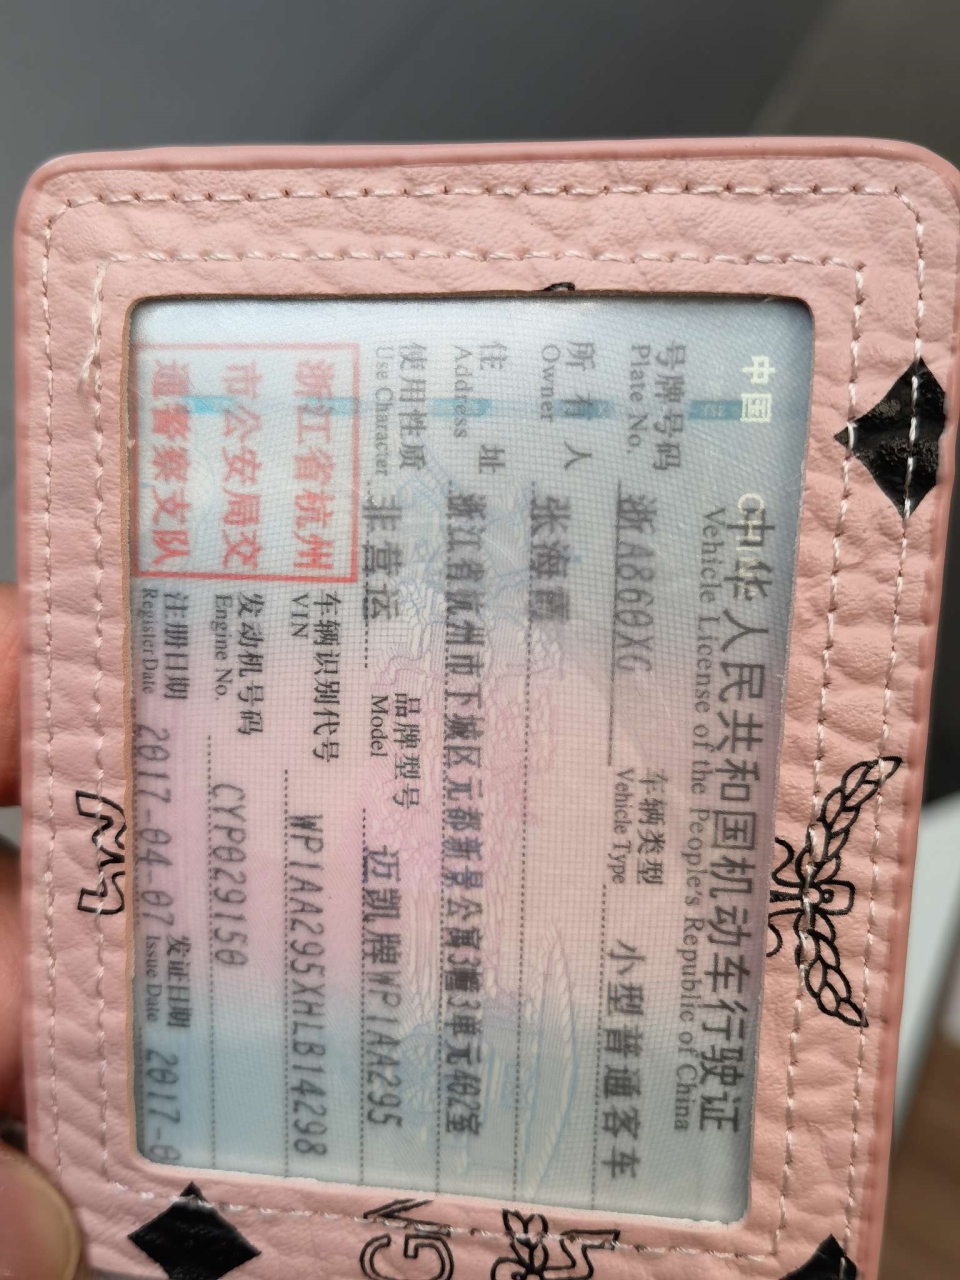 中国 CHINA
中华人民共和国机动车行驶证
Vehicle License of the People's Republic of China
号牌号码 浙A860XG 车辆类型 小型普通客车
Plate No. Vehicle Type
所有人 张海霞
Owner
住址 浙江省杭州市下城区元都新景公寓3幢3单元402室
Address
使用性质 非营运 品牌型号 迈凯牌WP1AA295
Use Character Model
浙江省杭州
市公安局交
通警察支队
车辆识别代号 WP1AA295XHLB14298
VIN
发动机号码 CYP029150
Engine No.
注册日期 2017-04-07 发证日期 2017-0
Register Date Issue Date